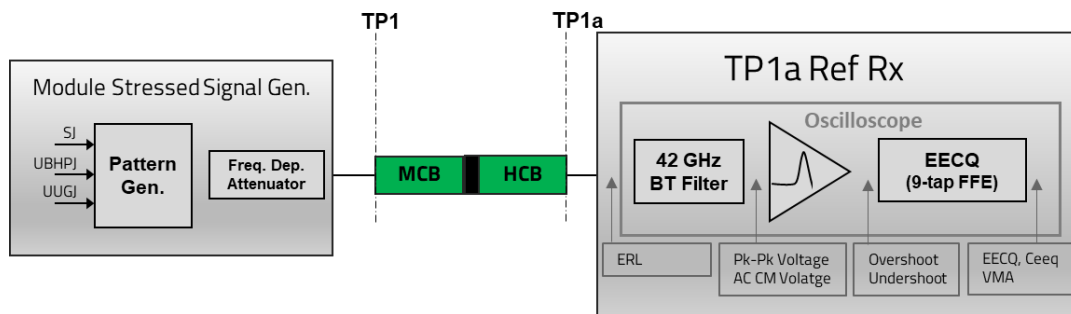 TP1
TP1a
Module Stressed Signal Gen.
SJ
UBHPJ
UUGJ
Pattern
Gen.
Freq. Dep.
Attenuator
MCB
HCB
TP1a Ref Rx
Oscilloscope
42 GHz
BT Filter
EECQ
(9-tap FFE)
ERL
Pk-Pk Voltage
AC CM Volatge
Overshoot
Undershoot
EECQ, Ceeq
VMA